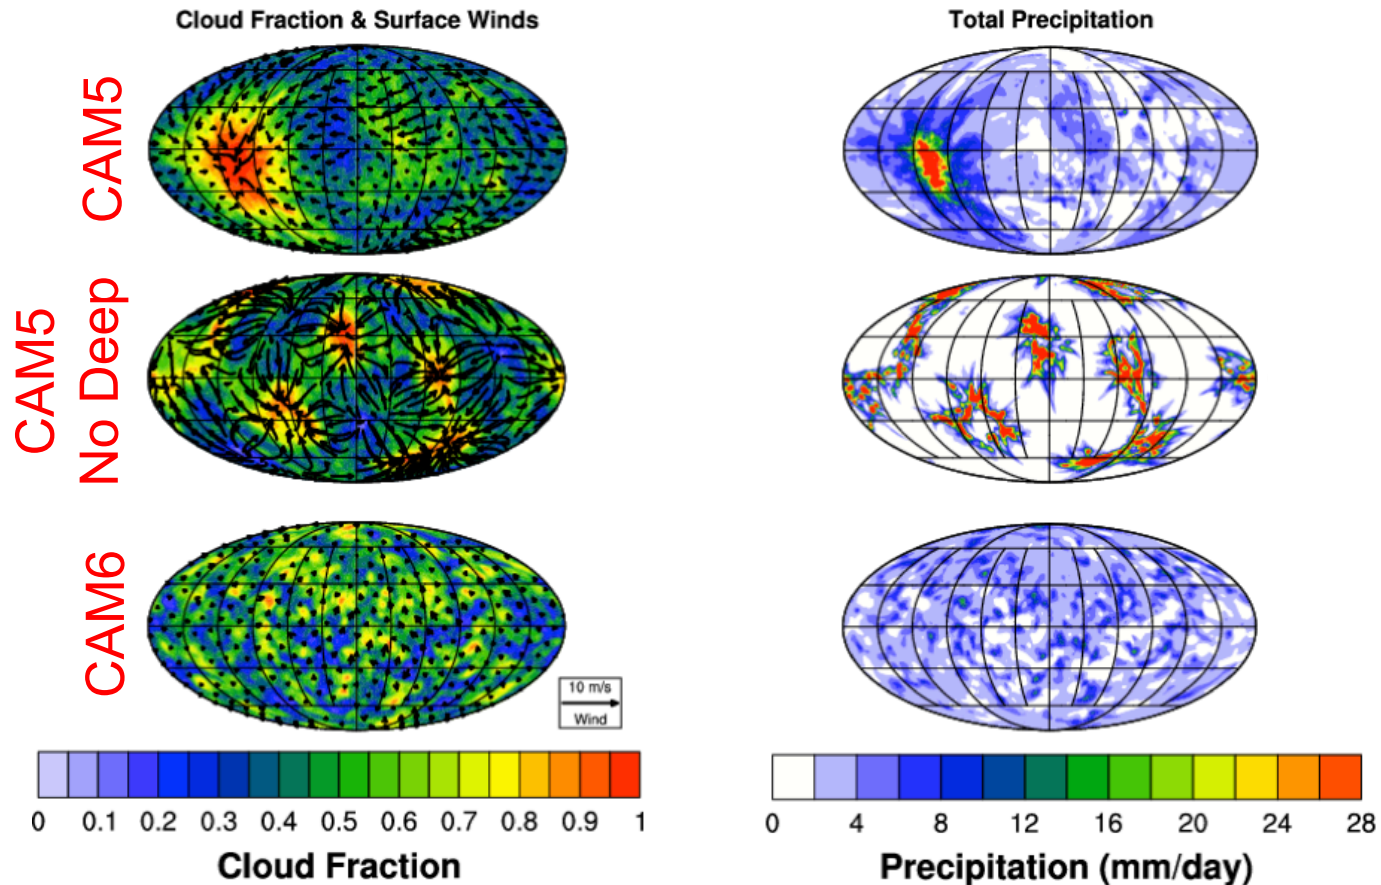 Cloud Fraction & Surface Winds
Total Precipitation
CAM5
CAM5
No Deep
CAM6
10 m/s
Wind
0 0.1 0.2 0.3 0.4 0.5 0.6 0.7 0.8 0.9 1
Cloud Fraction
0 4 8 12 16 20 24 28
Precipitation (mm/day)